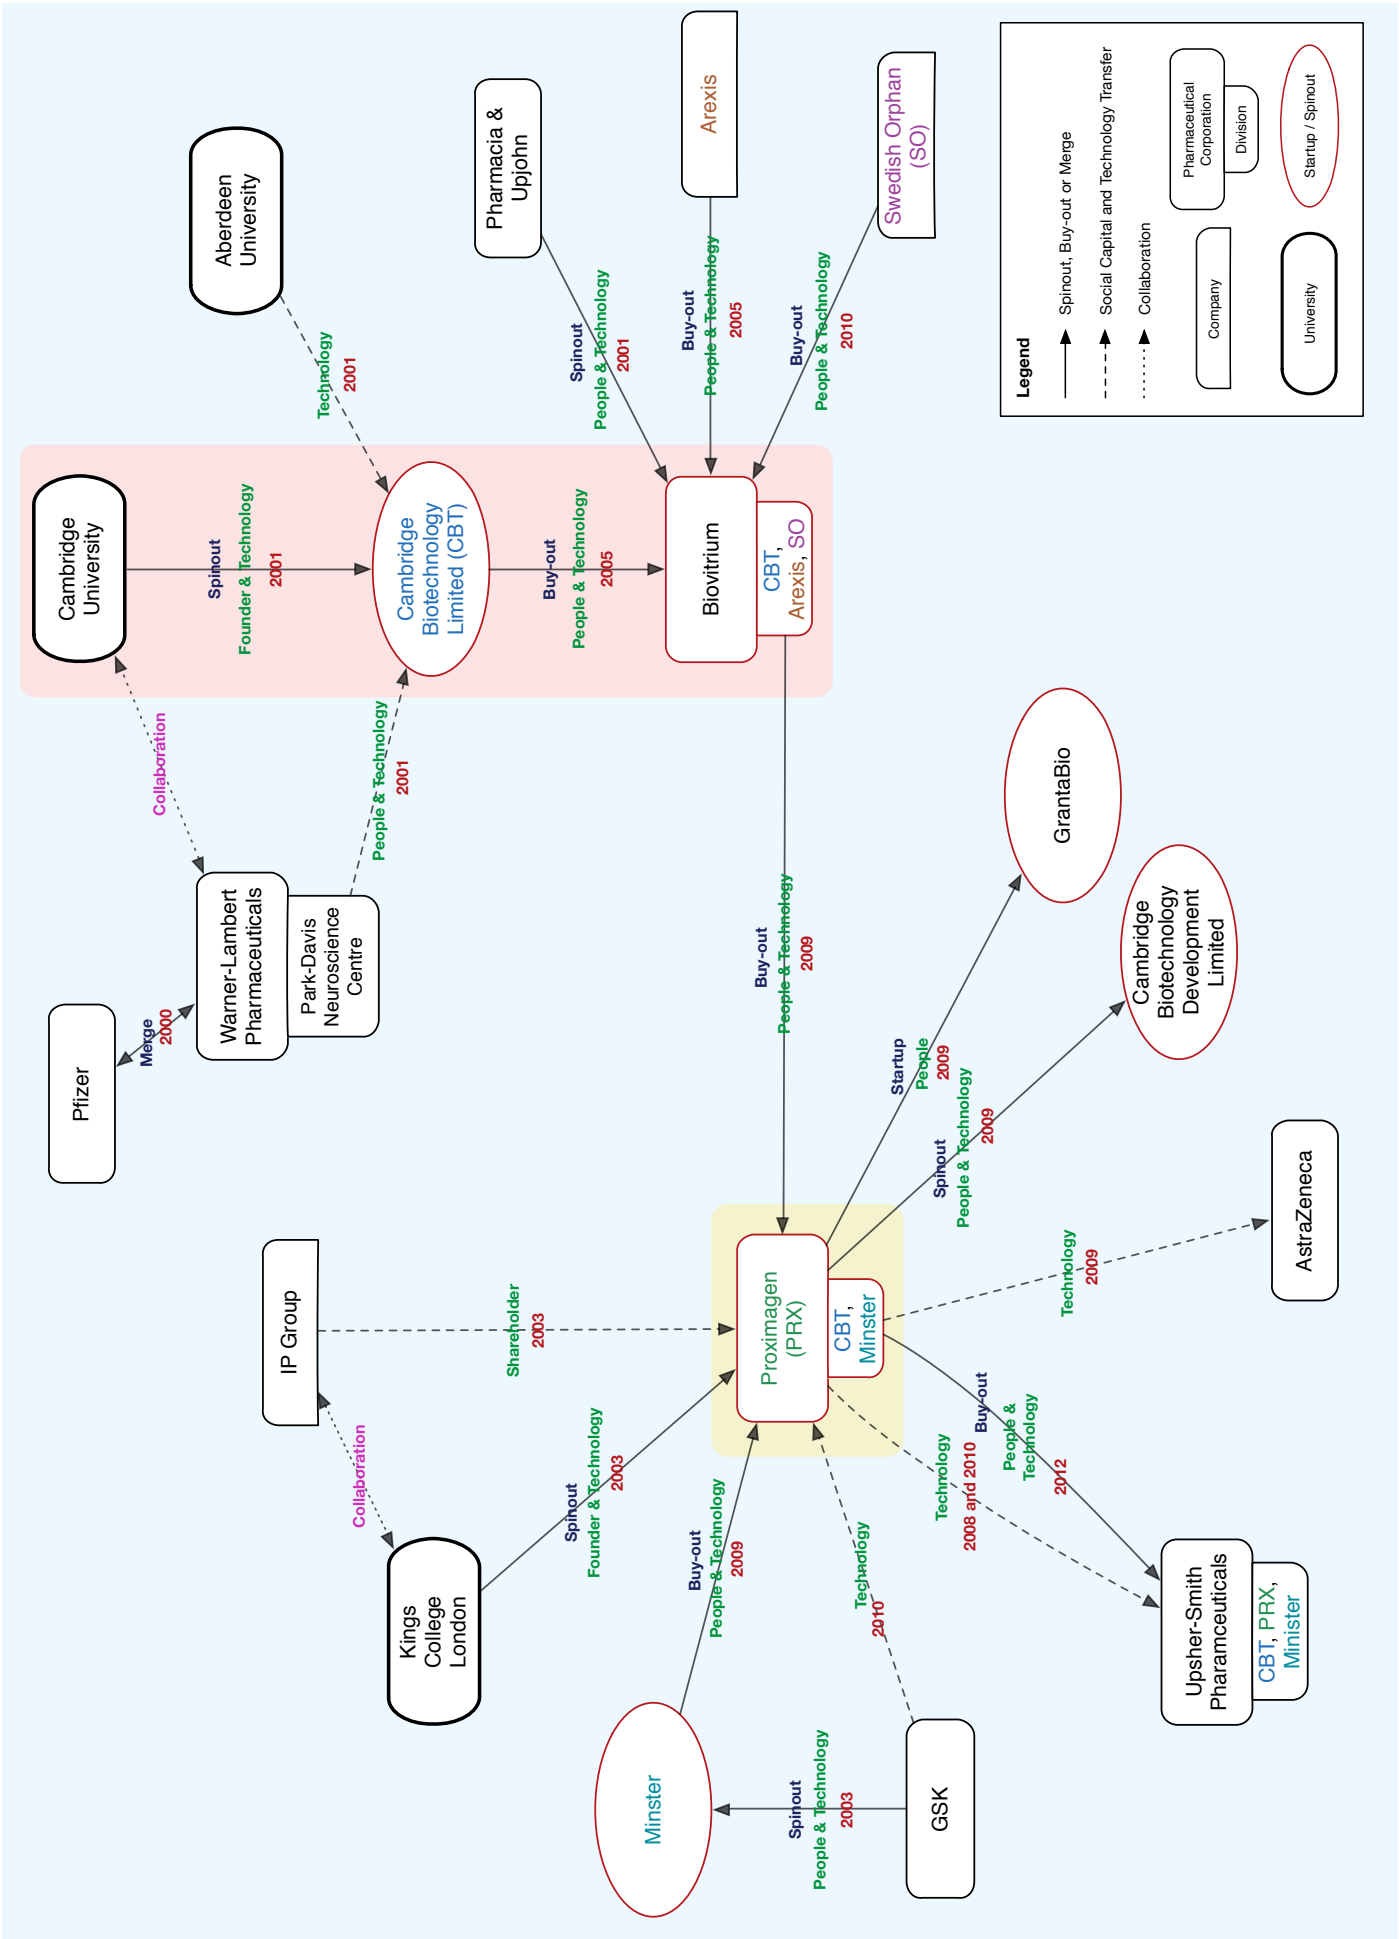 Pfizer
Merge
2000
Warner-Lambert
Pharmaceuticals
Park-Davis
Neuroscience
Centre
Collaboration
People & Technology
2001
Cambridge
University
Spinout
Founder & Technology
2001
Cambridge
Biotechnology
Limited (CBT)
Aberdeen
University
Technology
2001
Buy-out
People & Technology
2005
Biovitrium
CBT,
Arexis, SO
Pharmacia &
Upjohn
Spinout
People & Technology
2001
Arexis
Buy-out
People & Technology
2005
Swedish Orphan
(SO)
Buy-out
People & Technology
2010
IP Group
Shareholder
2003
Collaboration
Kings
College
London
Spinout
Founder & Technology
2003
Buy-out
People & Technology
2009
Proximagen
(PRX)
CBT,
Minster
Minster
Buy-out
People & Technology
2009
Spinout
People & Technology
2003
GSK
Technology
2010
Technology
2008 and 2010
Buy-out
People &
Technology
2012
Upsher-Smith
Pharamceuticals
CBT, PRX,
Minister
Technology
2009
AstraZeneca
Spinout
People & Technology
2009
Cambridge
Biotechnology
Development
Limited
Startup
People
2009
GrantaBio
Legend
Spinout, Buy-out or Merge
Social Capital and Technology Transfer
Collaboration
Company
Pharmaceutical
Corporation
Division
University
Startup / Spinout